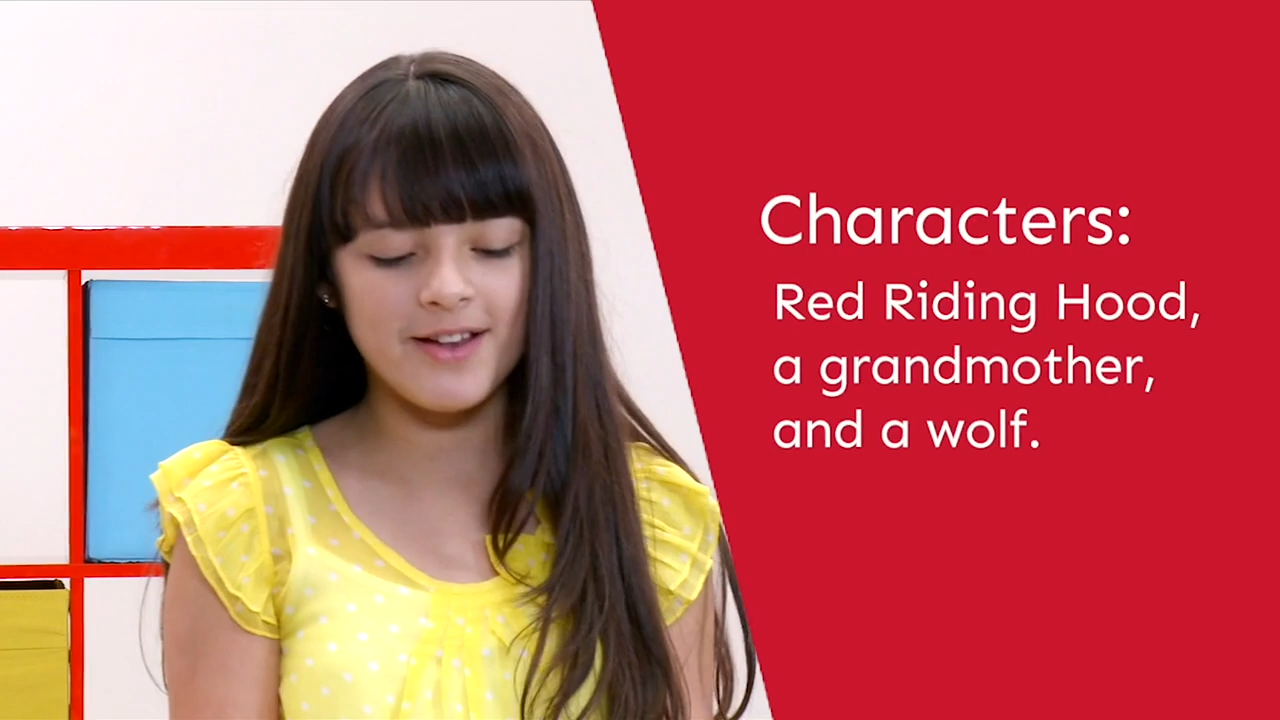 Characters:
Red Riding Hood,
a grandmother,
and a wolf.